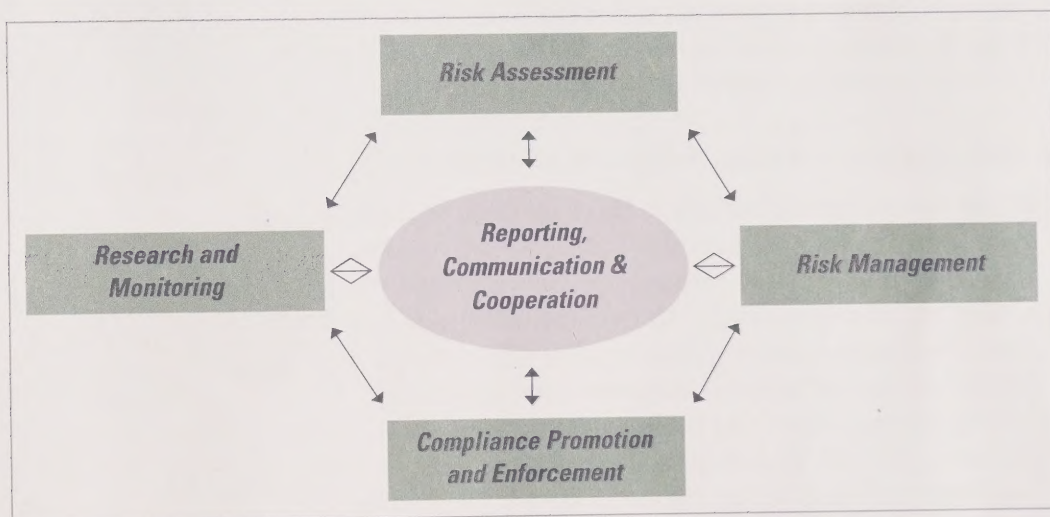 Risk Assessment
Research and
Monitoring
Reporting,
Communication &
Cooperation
Risk Management
Compliance Promotion
and Enforcement